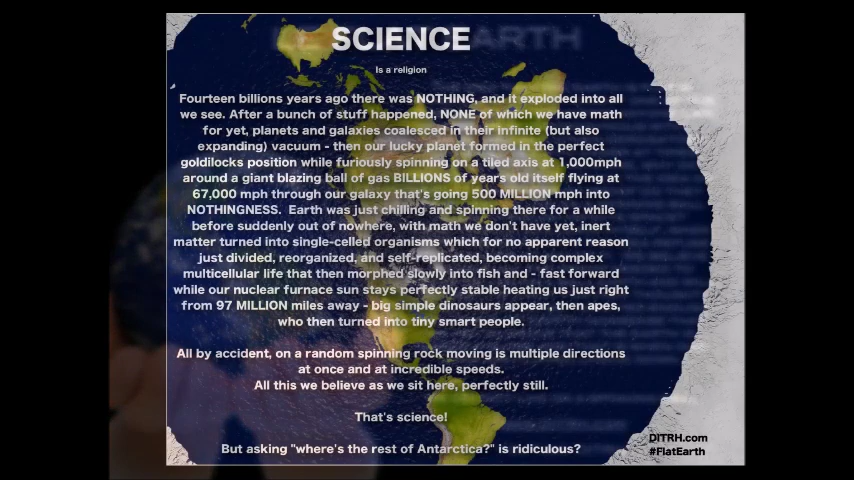 SCIENCE
Is a religion
Fourteen billions years ago there was NOTHING, and it exploded into all
we see. After a bunch of stuff happened, NONE of which we have math
for yet, planets and galaxies coalesced in their infinite (but also
expanding) vacuum - then our lucky planet formed in the perfect
goldilocks position while furiously spinning on a tiled axis at 1,000mph
around a giant blazing ball of gas BILLIONS of years old itself flying at
67,000 mph through our galaxy that's going 500 MILLION mph into
NOTHINGNESS. Earth was just chilling and spinning there for a while
before suddenly out of nowhere, with math we don't have yet, inert
matter turned into single-celled organisms which for no apparent reason
just divided, reorganized, and self-replicated, becoming complex
multicellular life that then morphed slowly into fish and - fast forward
while our nuclear furnace sun stays perfectly stable heating us just right
from 97 MILLION miles away - big simple dinosaurs appear, then apes,
who then turned into tiny smart people.
All by accident, on a random spinning rock moving is multiple directions
at once and at incredible speeds.
All this we believe as we sit here, perfectly still.
That's science!
But asking "where's the rest of Antarctica?" is ridiculous?
DITRH.com
#FlatEarth